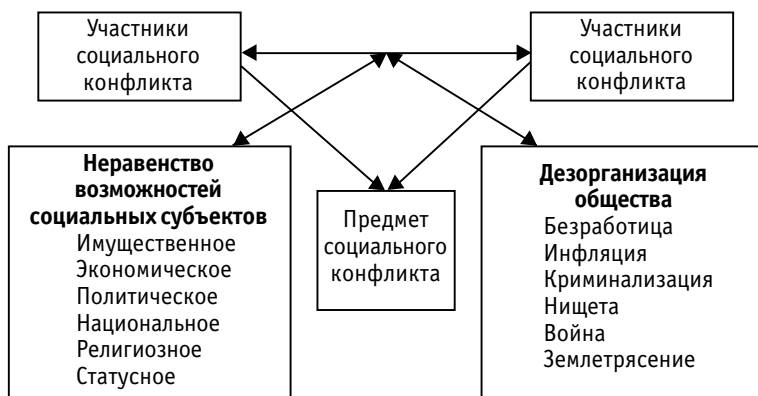 Участники
социального
конфликта
Участники
социального
конфликта
Неравенство
возможностей
социальных субъектов
Имущественное
Экономическое
Политическое
Национальное
Религиозное
Статусное
Предмет
социального
конфликта
Дезорганизация
общества
Безработица
Инфляция
Криминализация
Нищета
Война
Землетрясение